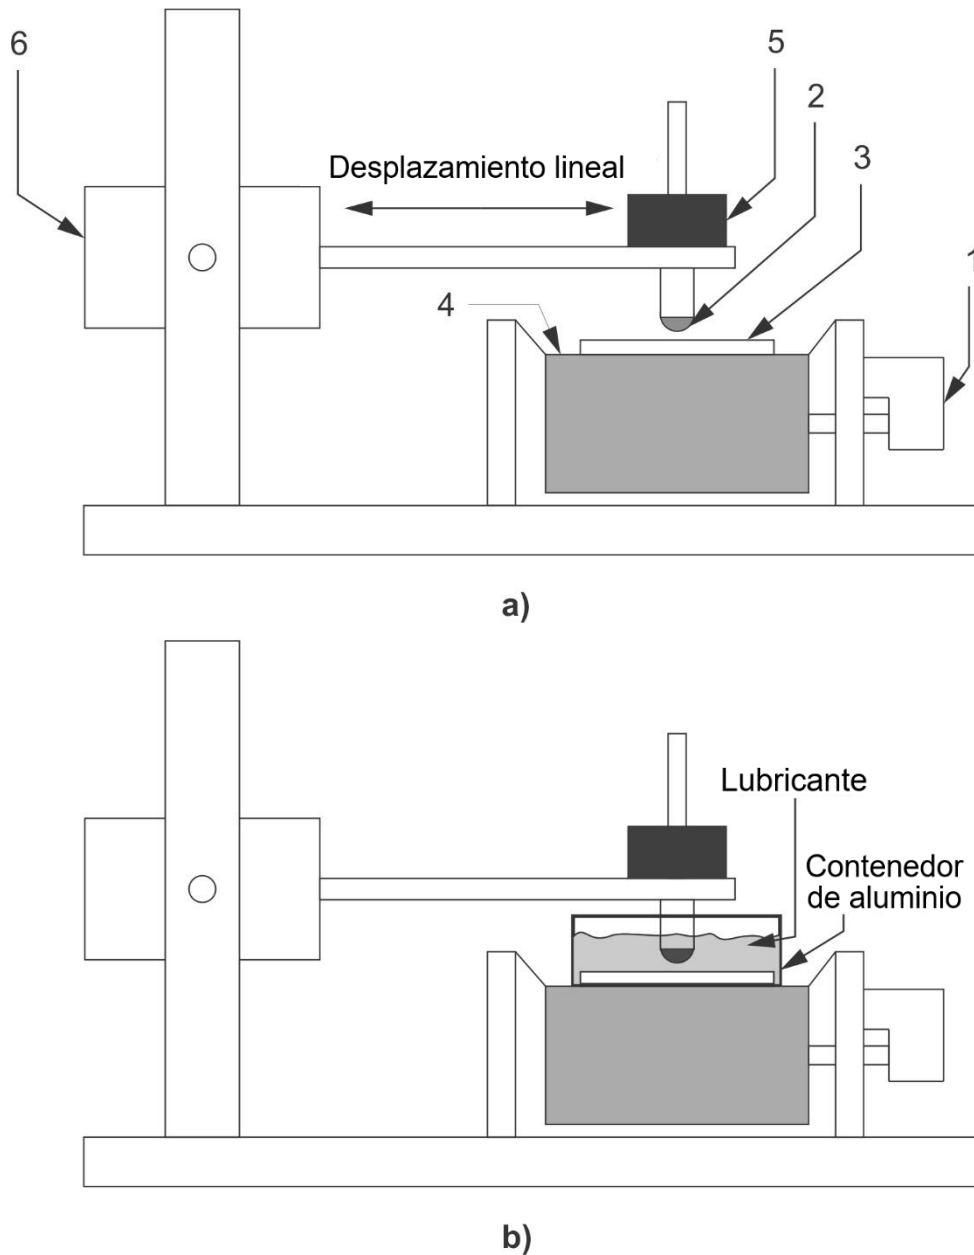 6
5
2
Desplazamiento lineal
3
1
4
a)
Lubricante
Contenedor
de aluminio
b)